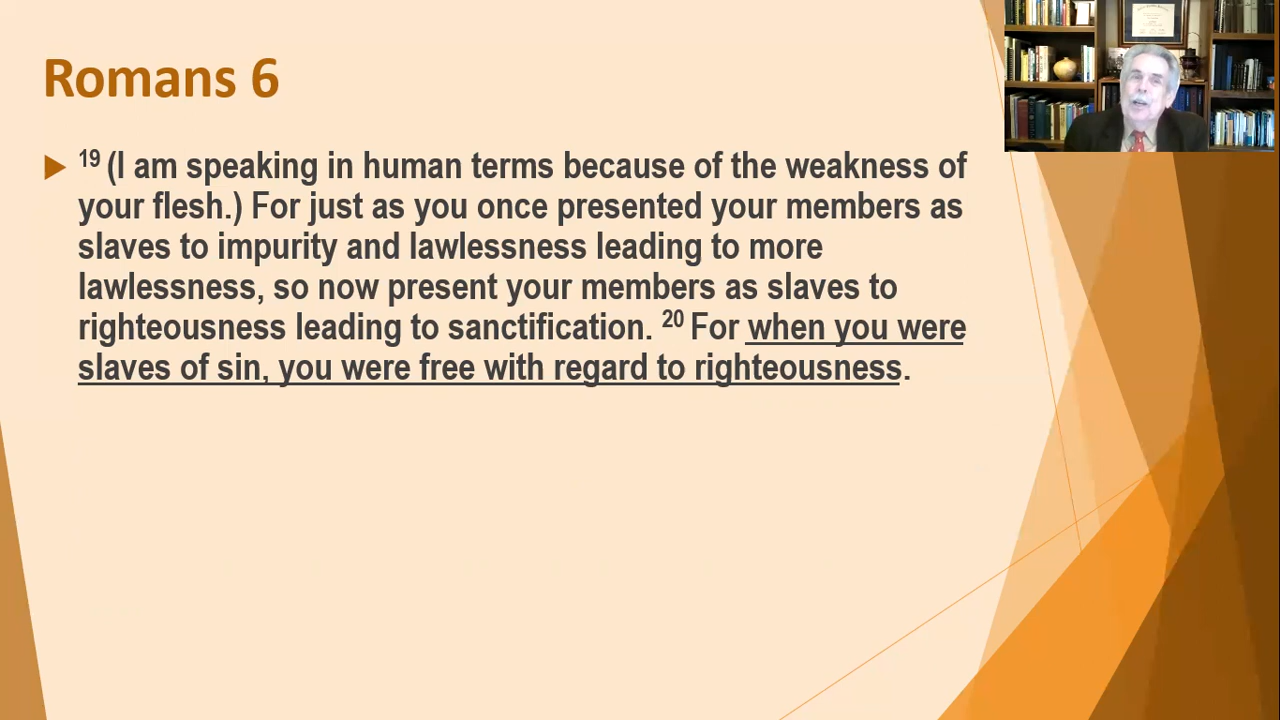 Romans 6
19 (I am speaking in human terms because of the weakness of
your flesh.) For just as you once presented your members as
slaves to impurity and lawlessness leading to more
lawlessness, so now present your members as slaves to
righteousness leading to sanctification. 20 For when you were
slaves of sin, you were free with regard to righteousness.